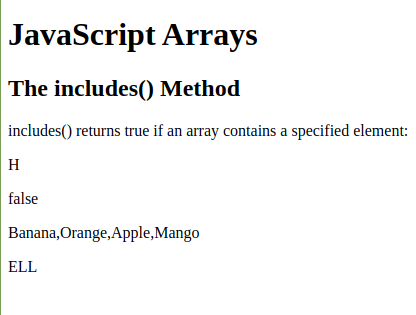 JavaScript Arrays
The includes() Method
includes() returns true if an array contains a specified element:
H
false
Banana,Orange,Apple,Mango
ELL